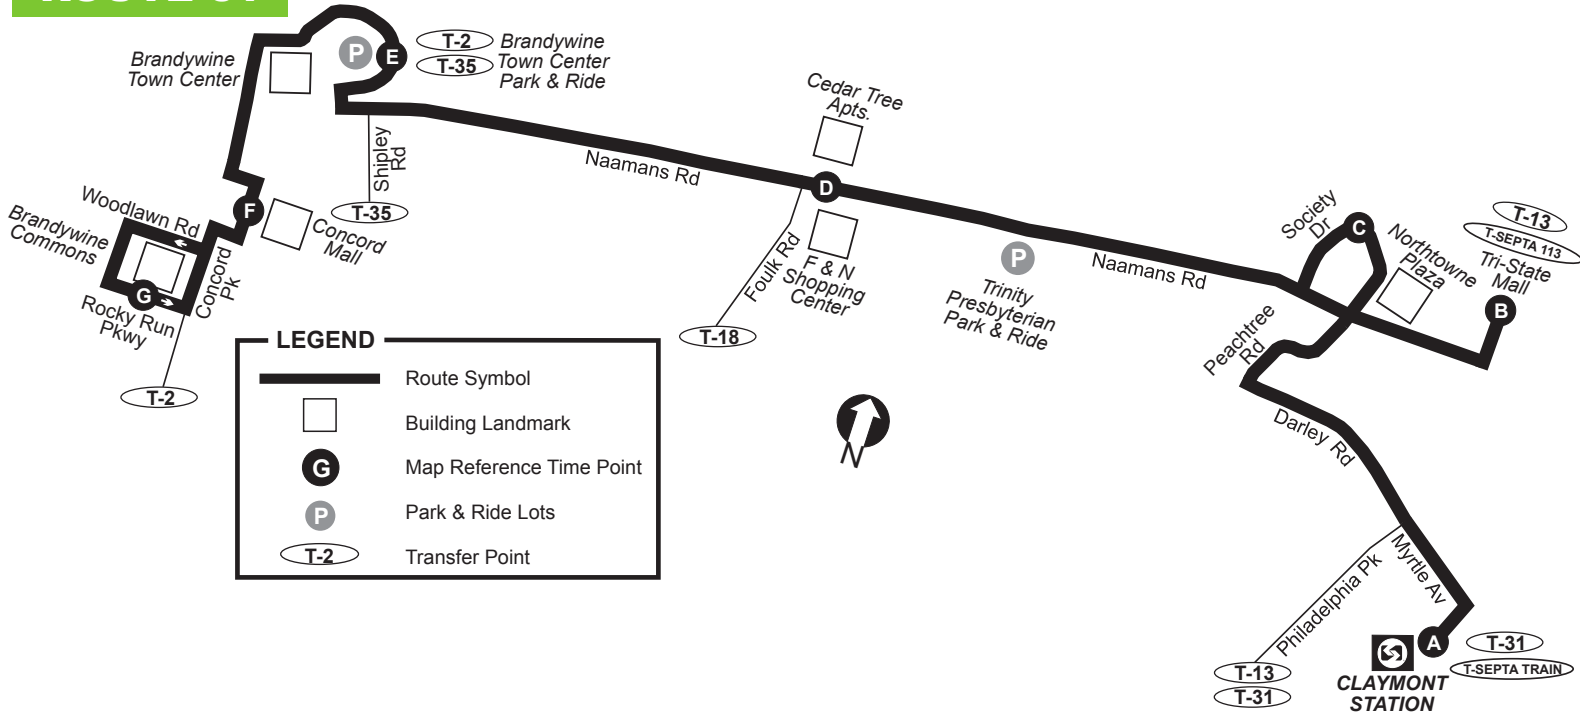 Brandywine
Town Center
P
E
T-2
T-35
Brandywine
Town Center
Park & Ride
Cedar Tree
Apts.
Shipley
Rd
T-35
Naamans Rd
D
Woodlawn Rd
Brandywine
Commons
F
Concord
Mall
Concord
Pk
G
Rocky Run
Pkwy
T-2
Foulk Rd
T-18
F & N
Shopping
Center
P
Trinity
Presbyterian
Park & Ride
Naamans Rd
Society
Dr
C
Northtowne
Plaza
T-13
T-SEPTA 113
Tri-State
Mall
B
Peachtree
Rd
Darley Rd
Myrtle Av
Philadelphia Pk
T-13
T-31
A
T-31
T-SEPTA TRAIN
CLAYMONT
STATION
N
LEGEND
Route Symbol
Building Landmark
G
Map Reference Time Point
P
Park & Ride Lots
T-2
Transfer Point